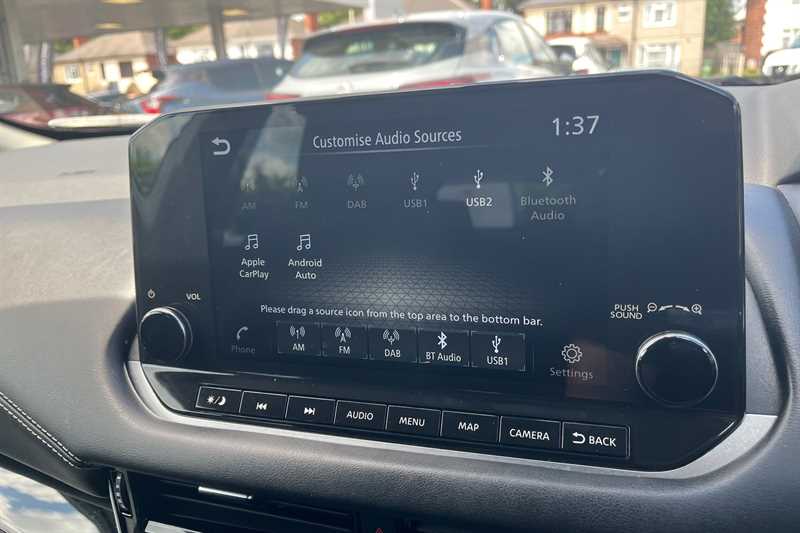 Customise Audio Sources
1:37
AM
FM
DAB
USB1
USB2
Bluetooth
Audio
Apple
CarPlay
Android
Auto
Please drag a source icon from the top area to the bottom bar.
Phone
AM
FM
DAB
BT Audio
USB1
Settings
VOL
PUSH
SOUND
AUDIO
MENU
MAP
CAMERA
BACK